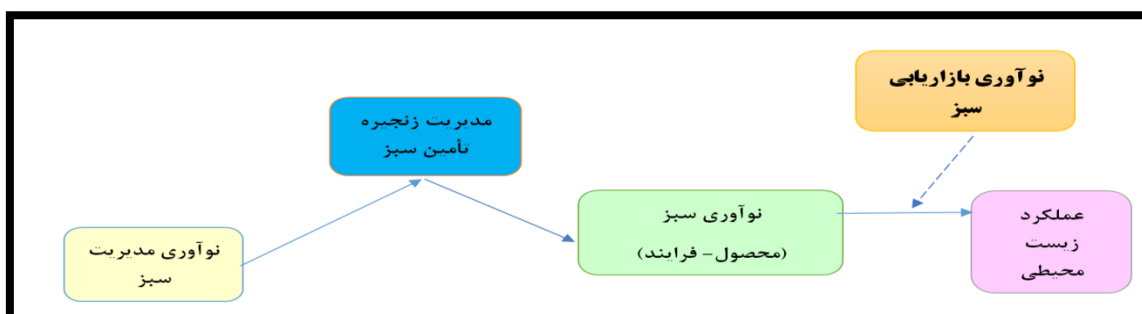 نوآوری بازاریابی
سبز
مدیریت زنجیره
تأمین سبز
نوآوری سبز
(محصول- فرایند)
عملکرد
زیست
محیطی
نوآوری مدیریت
سبز